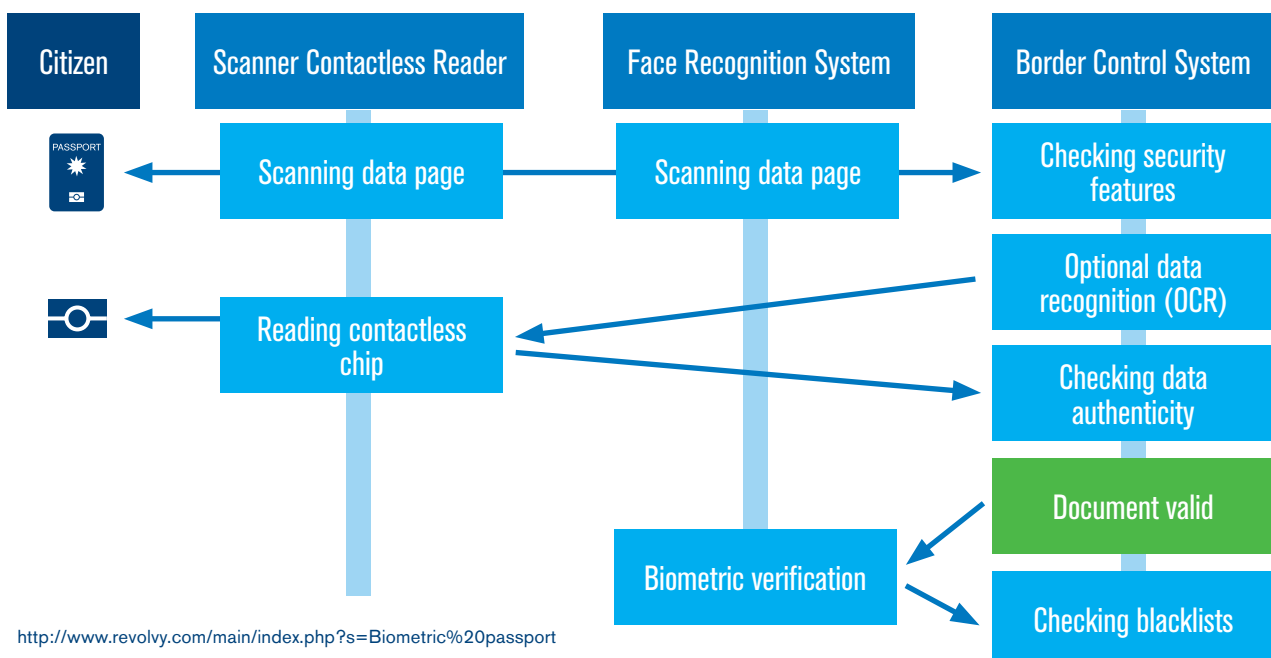 Citizen
Scanner Contactless Reader
Face Recognition System
Border Control System
PASSPORT
Scanning data page
Scanning data page
Checking security
features
Optional data
recognition (OCR)
Reading contactless
chip
Checking data
authenticity
Document valid
Biometric verification
Checking blacklists
http://www.revolvy.com/main/index.php?s=Biometric%20passport